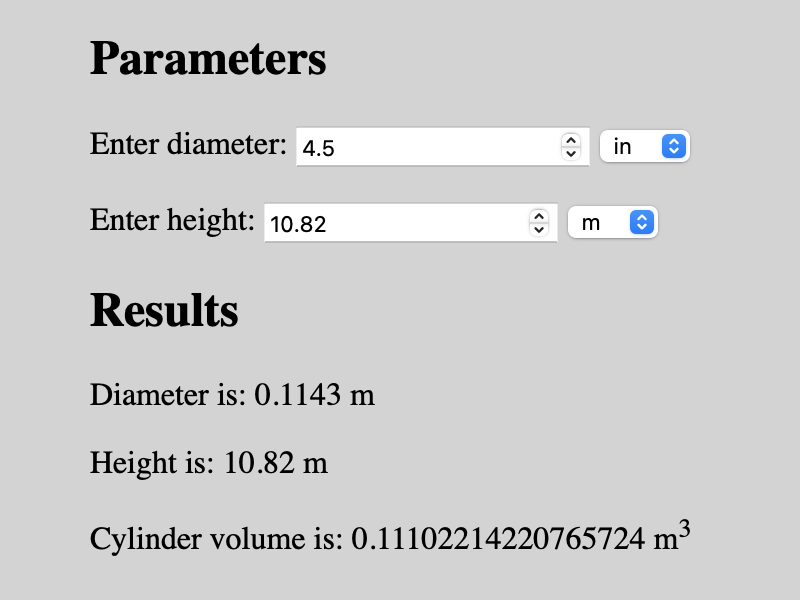 Parameters
Enter diameter: 4.5 in
Enter height: 10.82 m
Results
Diameter is: 0.1143 m
Height is: 10.82 m
Cylinder volume is: 0.11102214220765724 m³